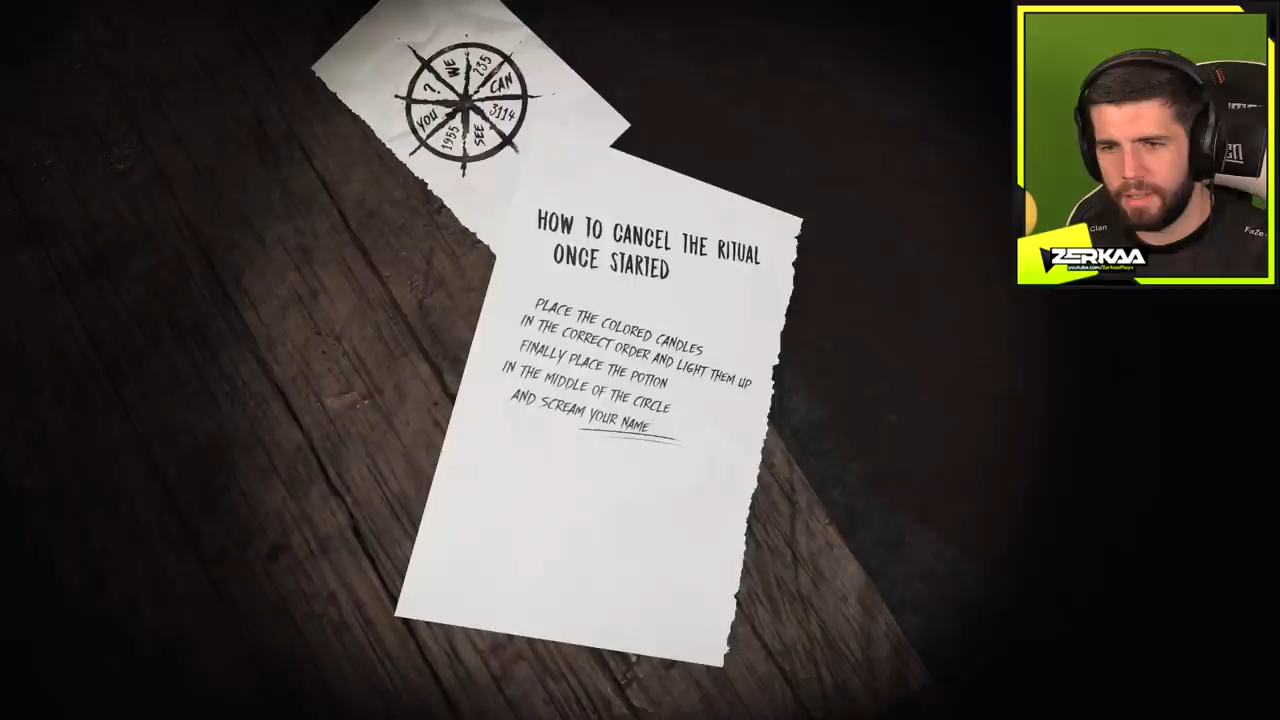 WE
235
CAN
3114
SEE
1955
YOU
?
HOW TO CANCEL THE RITUAL
ONCE STARTED
PLACE THE COLORED CANDLES
IN THE CORRECT ORDER AND LIGHT THEM UP
FINALLY PLACE THE POTION
IN THE MIDDLE OF THE CIRCLE
AND SCREAM YOUR NAME
Clan
FaZe
ZERKAA
youtube.com/ZerkaaPlays